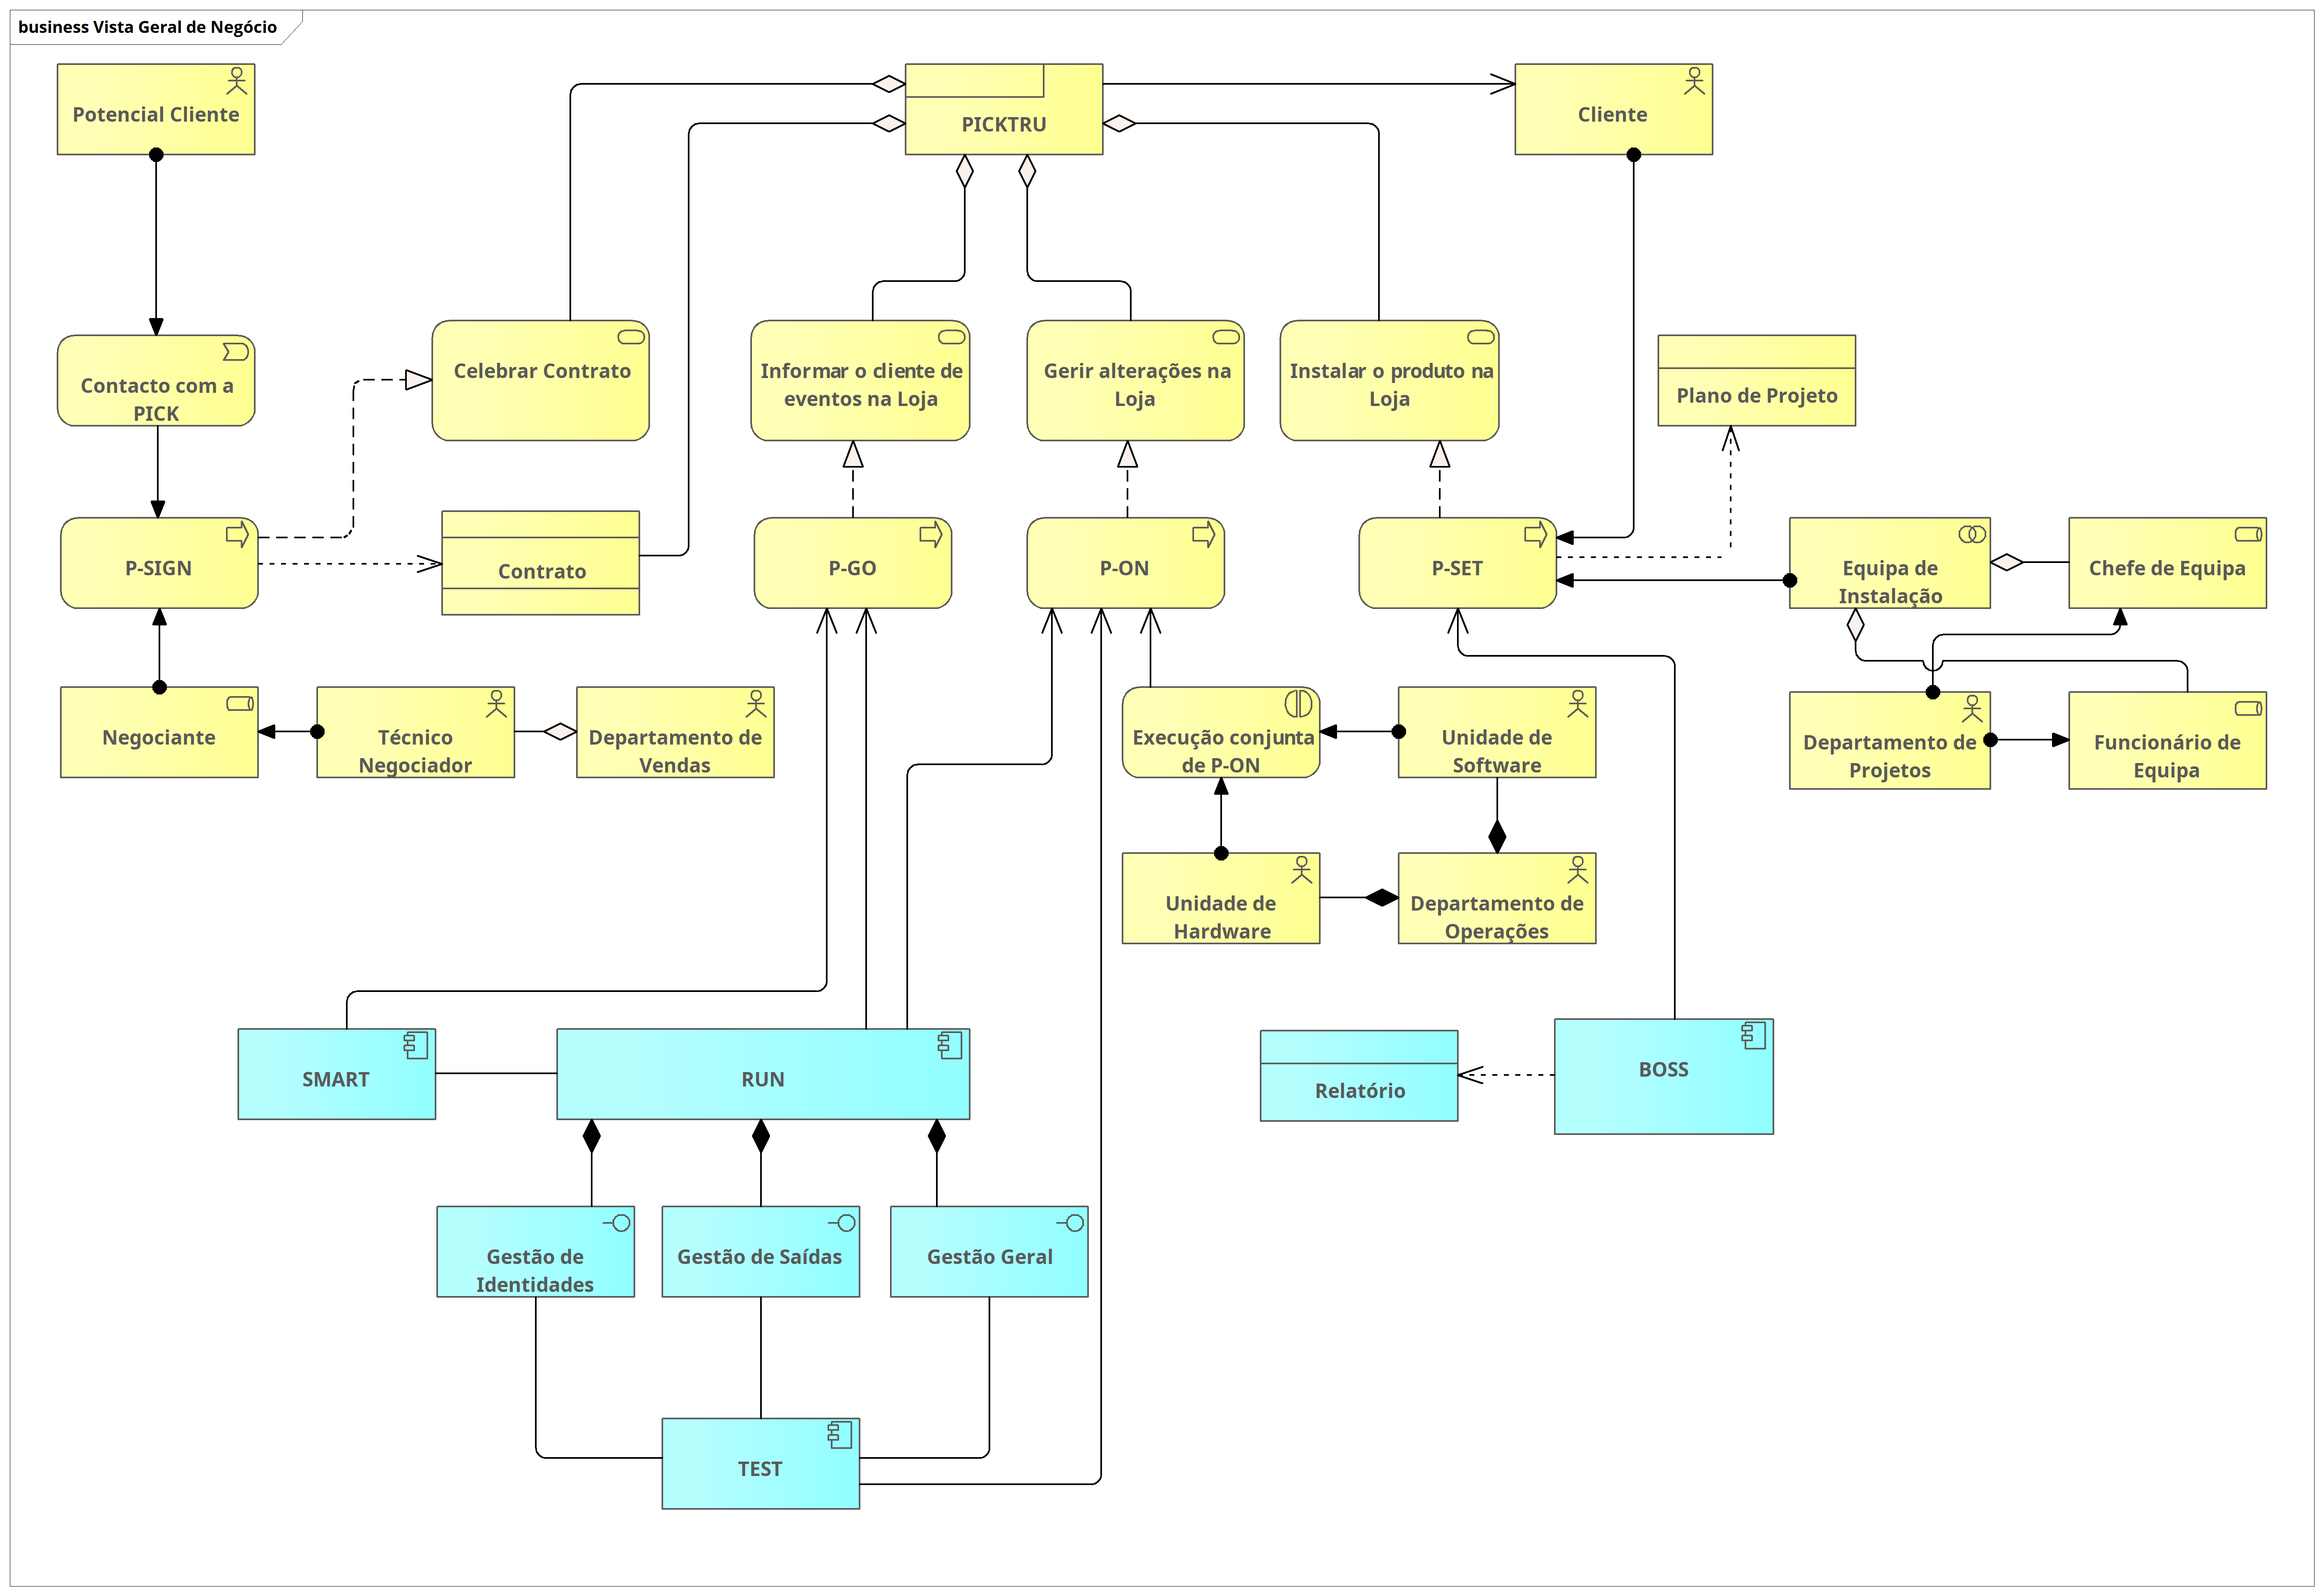 business Vista Geral de Negócio
Potencial Cliente
PICKTRU
Cliente
Contacto com a
PICK
Celebrar Contrato
Informar o cliente de
eventos na Loja
Gerir alterações na
Loja
Instalar o produto na
Loja
Plano de Projeto
P-SIGN
Contrato
P-GO
P-ON
P-SET
Equipa de
Instalação
Chefe de Equipa
Negociante
Técnico
Negociador
Departamento de
Vendas
Execução conjunta
de P-ON
Unidade de
Software
Departamento de
Projetos
Funcionário de
Equipa
Unidade de
Hardware
Departamento de
Operações
SMART
RUN
Relatório
BOSS
Gestão de
Identidades
Gestão de Saídas
Gestão Geral
TEST